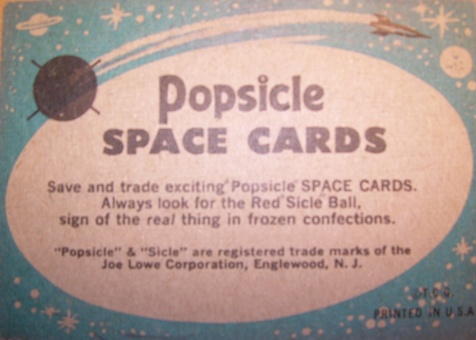 Popsicle
SPACE CARDS
Save and trade exciting "Popsicle" SPACE CARDS.
Always look for the Red "Sicle" Ball,
sign of the real thing in frozen confections.
"Popsicle" & "Sicle" are registered trade marks of the
Joe Lowe Corporation, Englewood, N. J.
T.C.G.
PRINTED IN U.S.A.